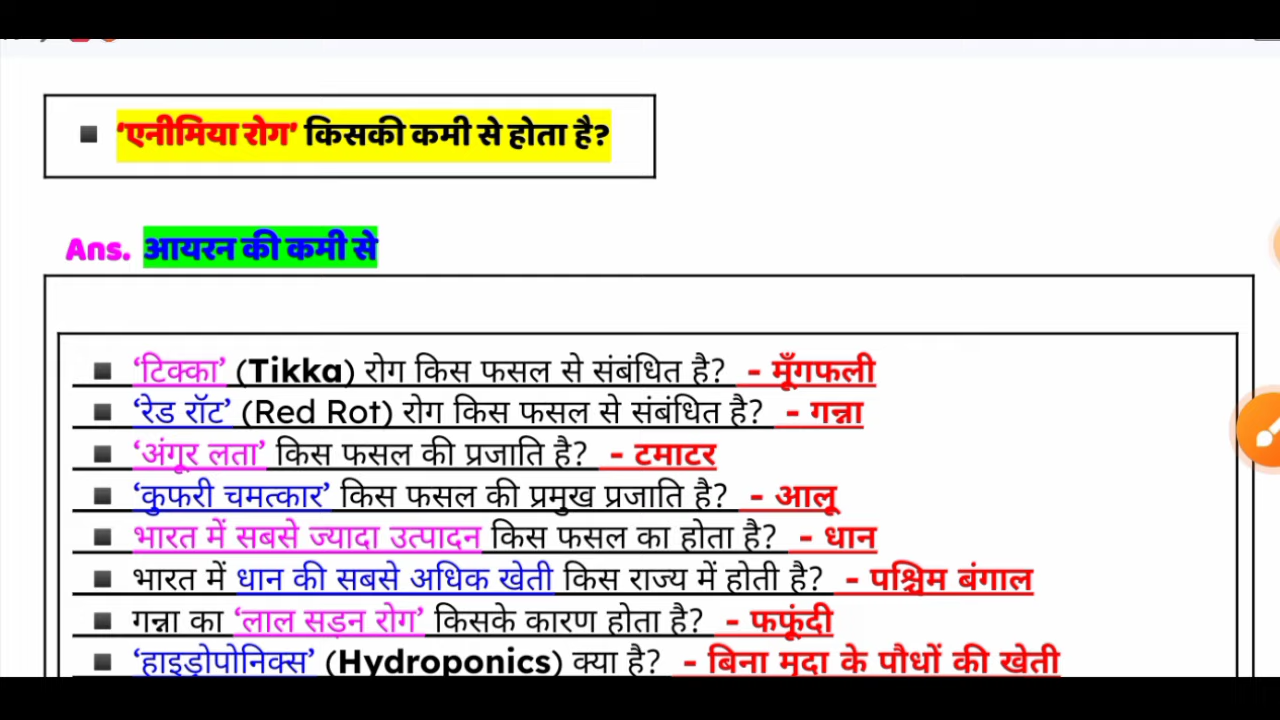 ▪ ‘एनीमिया रोग’ किसकी कमी से होता है?
Ans. आयरन की कमी से
▪ ‘टिक्का’ (Tikka) रोग किस फसल से संबंधित है? - मूँगफली
▪ ‘रेड रॉट’ (Red Rot) रोग किस फसल से संबंधित है? - गन्ना
▪ ‘अंगूर लता’ किस फसल की प्रजाति है? - टमाटर
▪ ‘कुफरी चमत्कार’ किस फसल की प्रमुख प्रजाति है? - आलू
▪ भारत में सबसे ज्यादा उत्पादन किस फसल का होता है? - धान
▪ भारत में धान की सबसे अधिक खेती किस राज्य में होती है? - पश्चिम बंगाल
▪ गन्ना का ‘लाल सड़न रोग’ किसके कारण होता है? - फफूंदी
▪ ‘हाइड्रोपोनिक्स’ (Hydroponics) क्या है? - बिना मृदा के पौधों की खेती